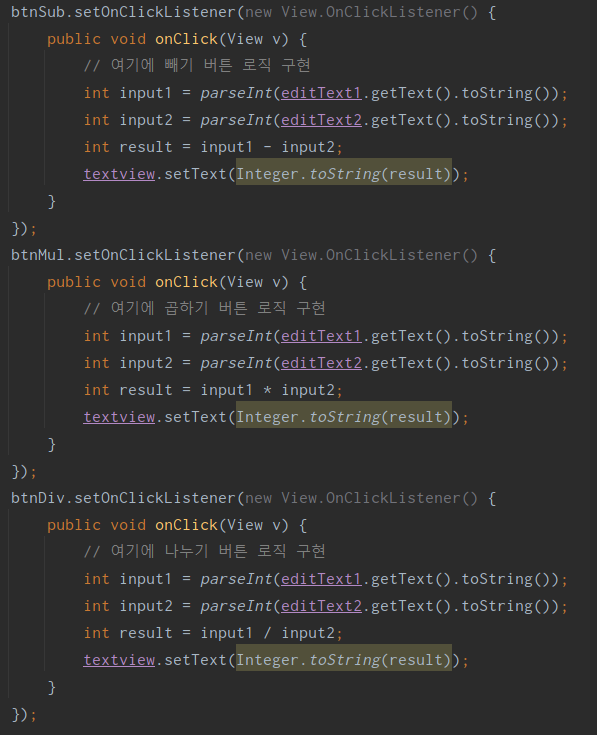 btnSub.setOnClickListener(new View.OnClickListener() {
    public void onClick(View v) {
        // 여기에 빼기 버튼 로직 구현
        int input1 = parseInt(editText1.getText().toString());
        int input2 = parseInt(editText2.getText().toString());
        int result = input1 - input2;
        textview.setText(Integer.toString(result));
    }
});
btnMul.setOnClickListener(new View.OnClickListener() {
    public void onClick(View v) {
        // 여기에 곱하기 버튼 로직 구현
        int input1 = parseInt(editText1.getText().toString());
        int input2 = parseInt(editText2.getText().toString());
        int result = input1 * input2;
        textview.setText(Integer.toString(result));
    }
});
btnDiv.setOnClickListener(new View.OnClickListener() {
    public void onClick(View v) {
        // 여기에 나누기 버튼 로직 구현
        int input1 = parseInt(editText1.getText().toString());
        int input2 = parseInt(editText2.getText().toString());
        int result = input1 / input2;
        textview.setText(Integer.toString(result));
    }
});